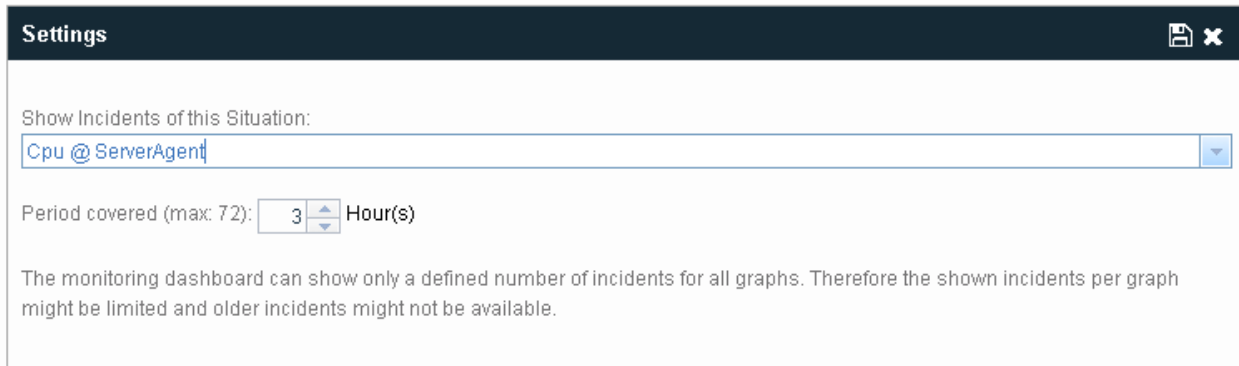 Settings
Show Incidents of this Situation:
Cpu @ ServerAgent
Period covered (max: 72): 3 Hour(s)
The monitoring dashboard can show only a defined number of incidents for all graphs. Therefore the shown incidents per graph
might be limited and older incidents might not be available.